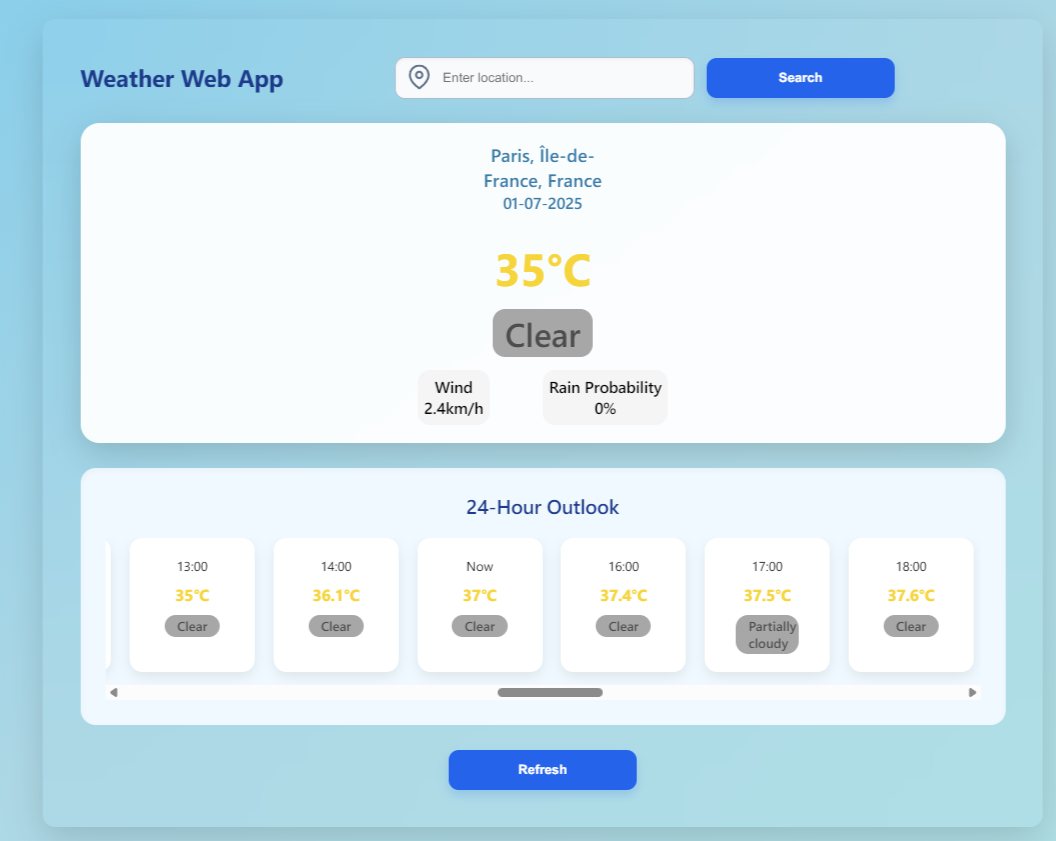 Weather Web App
Enter location...
Search
Paris, Île-de-
France, France
01-07-2025
35°C
Clear
Wind
2.4km/h
Rain Probability
0%
24-Hour Outlook
13:00
35°C
Clear
14:00
36.1°C
Clear
Now
37°C
Clear
16:00
37.4°C
Clear
17:00
37.5°C
Partially
cloudy
18:00
37.6°C
Clear
Refresh